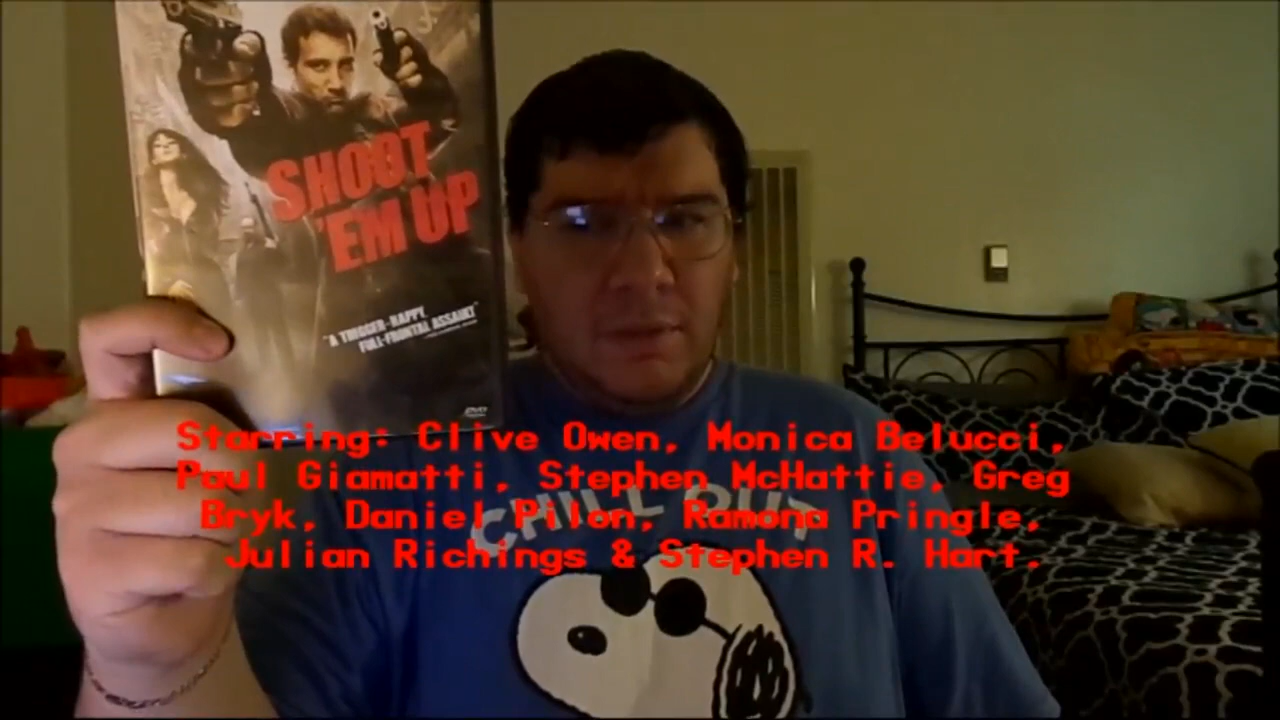 SHOOT
'EM UP
"A TRIGGER-HAPPY,
FULL-FRONTAL ASSAULT"
DVD
Starring: Clive Owen, Monica Belucci,
Paul Giamatti, Stephen McHattie, Greg
Bryk, Daniel Pilon, Ramona Pringle,
Julian Richings & Stephen R. Hart.
CHILL OUT